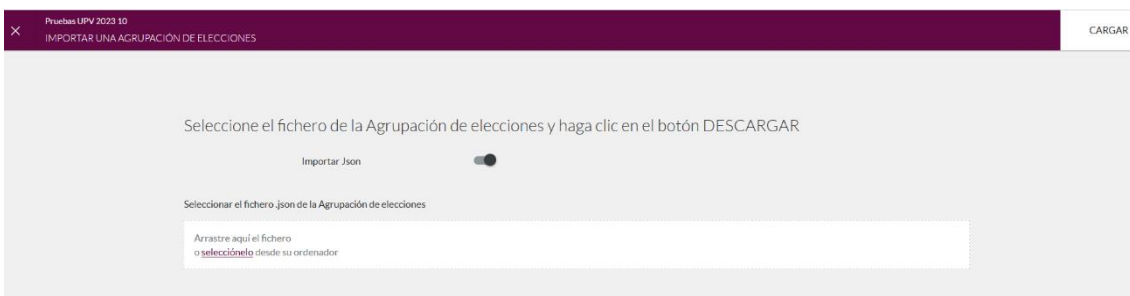 Pruebas UPV 2023 10
IMPORTAR UNA AGRUPACIÓN DE ELECCIONES
CARGAR
Seleccione el fichero de la Agrupación de elecciones y haga clic en el botón DESCARGAR
Importar Json
Seleccionar el fichero .json de la Agrupación de elecciones
Arrastre aquí el fichero
o selecciónelo desde su ordenador